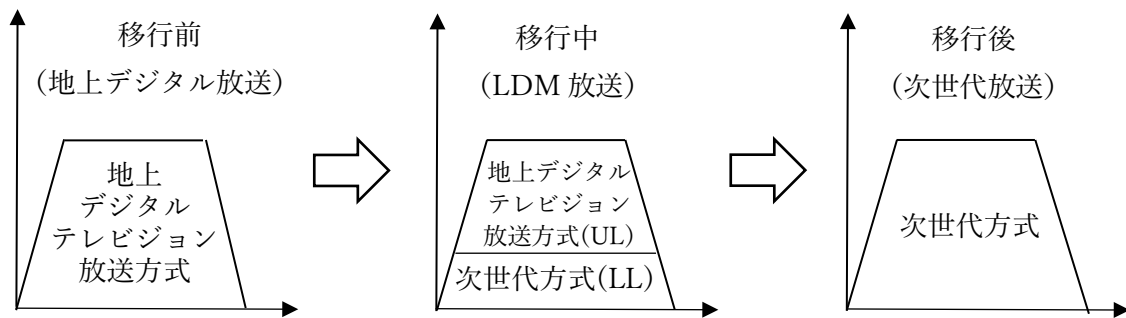 移行前
(地上デジタル放送)
地上
デジタル
テレビジョン
放送方式
移行中
(LDM 放送)
地上デジタル
テレビジョン
放送方式(UL)
次世代方式(LL)
移行後
(次世代放送)
次世代方式